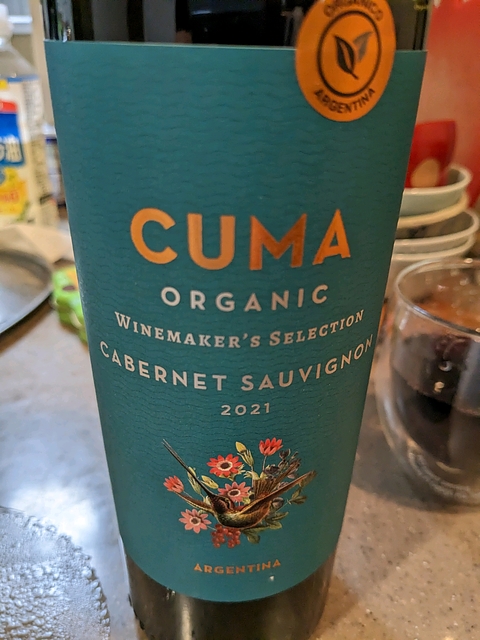 ORGANICO
ARGENTINA
CUMA
ORGANIC
WINEMAKER'S SELECTION
CABERNET SAUVIGNON
2021
ARGENTINA